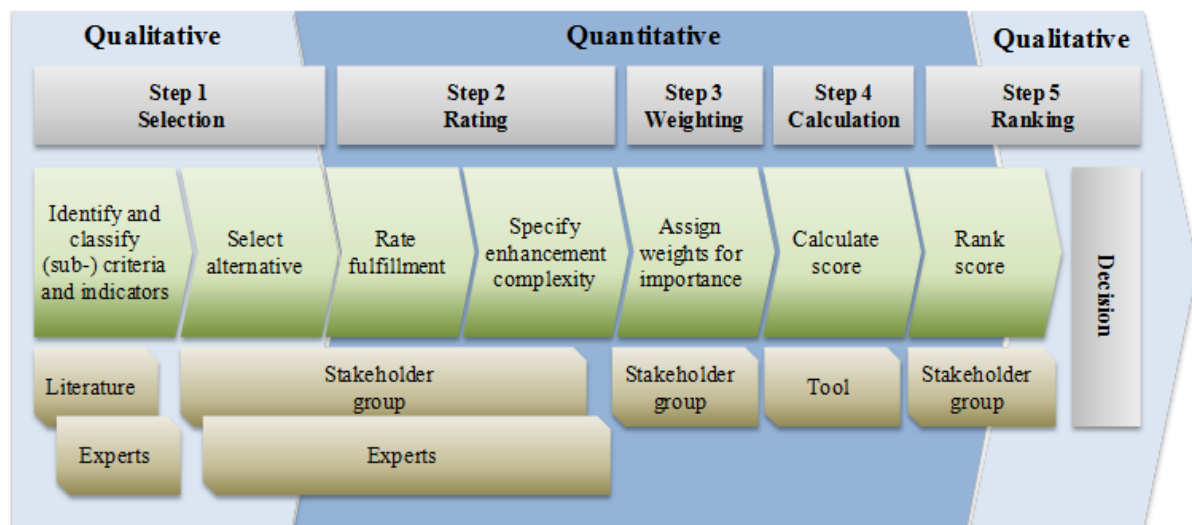 Qualitative
Quantitative
Qualitative
Step 1
Selection
Step 2
Rating
Step 3
Weighting
Step 4
Calculation
Step 5
Ranking
Identify and
classify
(sub-) criteria
and indicators
Select
alternative
Rate
fulfillment
Specify
enhancement
complexity
Assign
weights for
importance
Calculate
score
Rank
score
Decision
Literature
Stakeholder
group
Stakeholder
group
Tool
Stakeholder
group
Experts
Experts